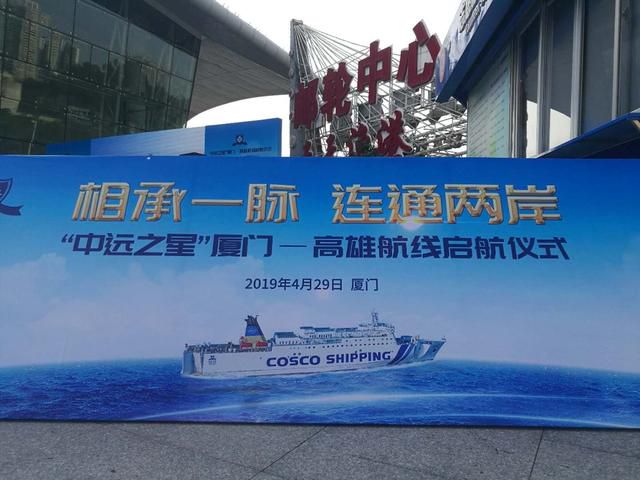 邮轮中心
相承一脉 连通两岸
“中远之星”厦门—高雄航线启航仪式
2019年4月29日 厦门
COSCO SHIPPING